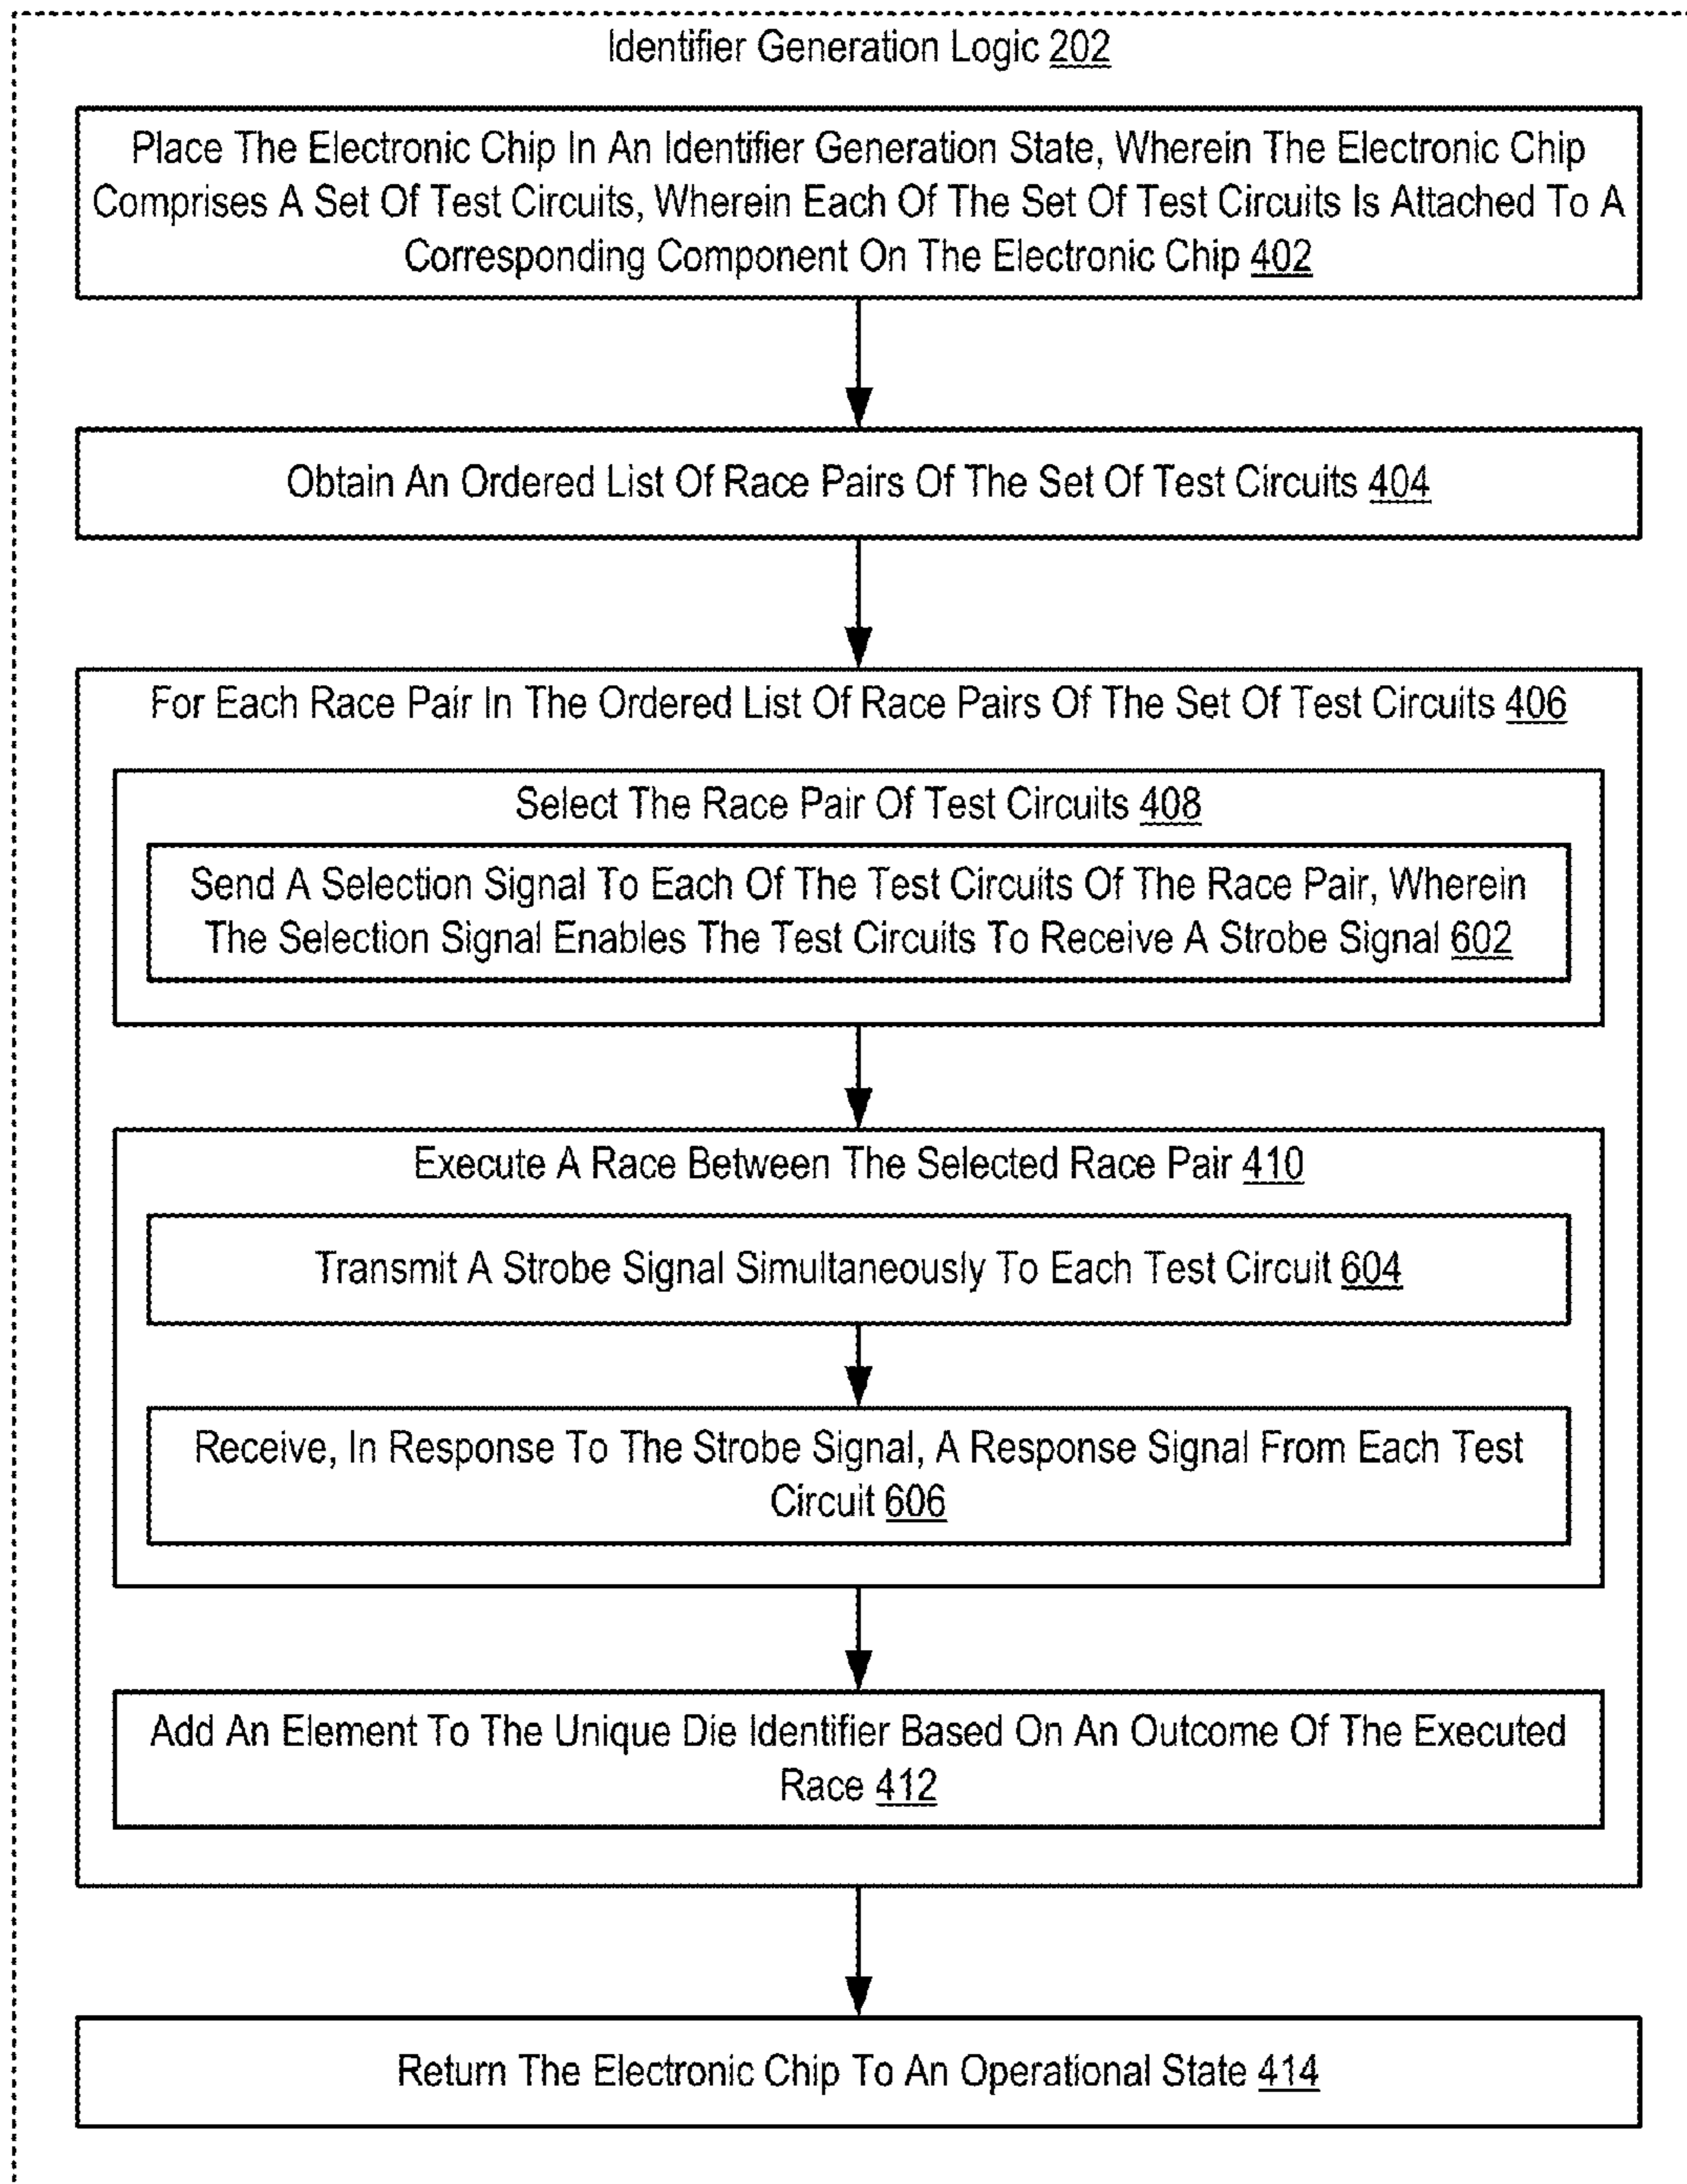 Identifier Generation Logic 202
Place The Electronic Chip In An Identifier Generation State, Wherein The Electronic Chip
Comprises A Set Of Test Circuits, Wherein Each Of The Set Of Test Circuits Is Attached To A
Corresponding Component On The Electronic Chip 402
Obtain An Ordered List Of Race Pairs Of The Set Of Test Circuits 404
For Each Race Pair In The Ordered List Of Race Pairs Of The Set Of Test Circuits 406
Select The Race Pair Of Test Circuits 408
Send A Selection Signal To Each Of The Test Circuits Of The Race Pair, Wherein
The Selection Signal Enables The Test Circuits To Receive A Strobe Signal 602
Execute A Race Between The Selected Race Pair 410
Transmit A Strobe Signal Simultaneously To Each Test Circuit 604
Receive, In Response To The Strobe Signal, A Response Signal From Each Test
Circuit 606
Add An Element To The Unique Die Identifier Based On An Outcome Of The Executed
Race 412
Return The Electronic Chip To An Operational State 414